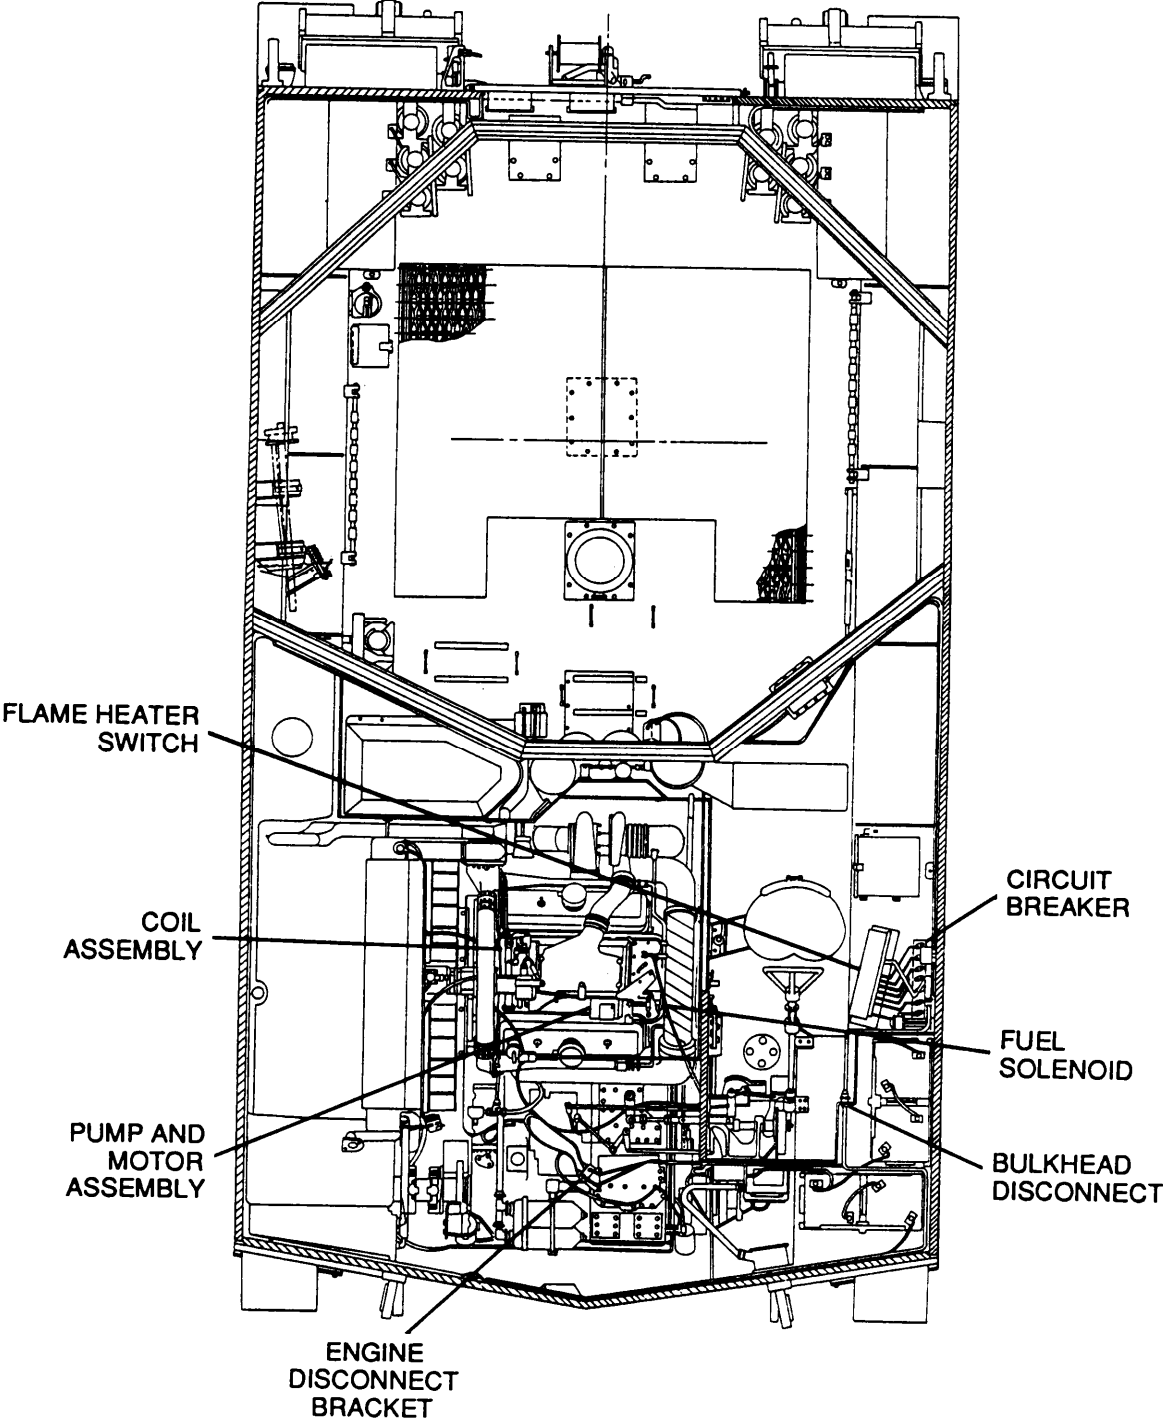 FLAME HEATER
SWITCH
CIRCUIT
BREAKER
COIL
ASSEMBLY
FUEL
SOLENOID
PUMP AND
MOTOR
ASSEMBLY
BULKHEAD
DISCONNECT
ENGINE
DISCONNECT
BRACKET